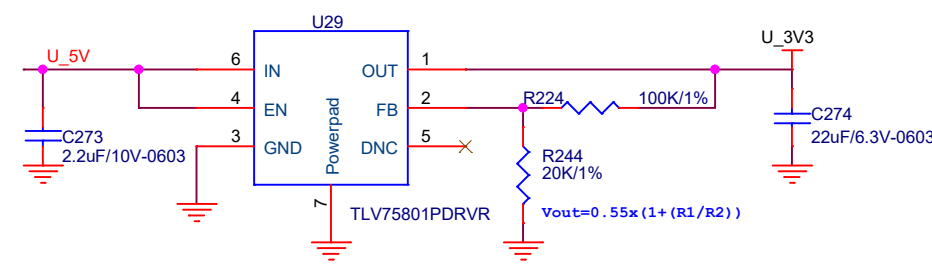 U29
U_5V
U_3V3
6 IN
OUT 1
4 EN
FB 2
R224
100K/1%
3 GND
DNC 5
Powerpad
7
C273
2.2uF/10V-0603
C274
22uF/6.3V-0603
R244
20K/1%
TLV75801PDRVR
Vout=0.55x(1+(R1/R2))